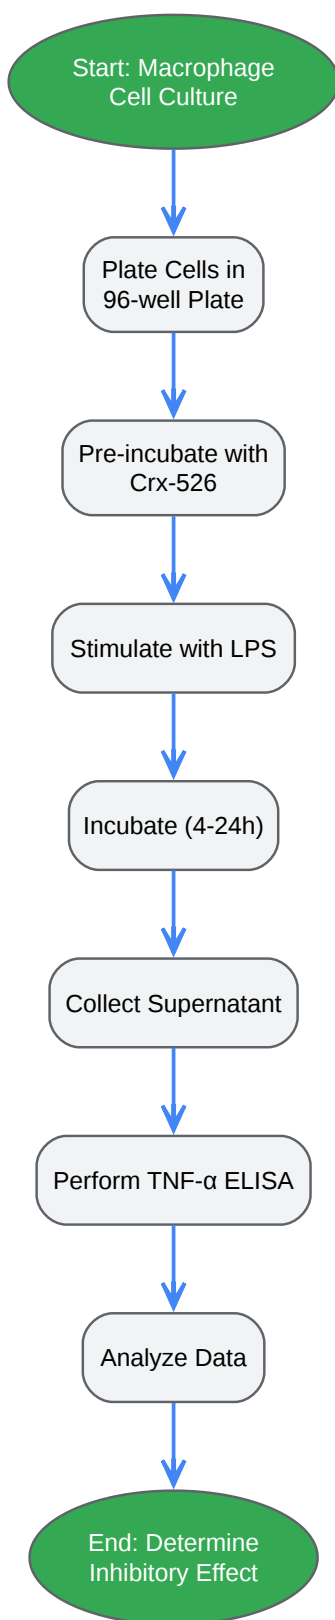 Start: Macrophage
Cell Culture
Plate Cells in
96-well Plate
Pre-incubate with
Crx-526
Stimulate with LPS
Incubate (4-24h)
Collect Supernatant
Perform TNF-α ELISA
Analyze Data
End: Determine
Inhibitory Effect